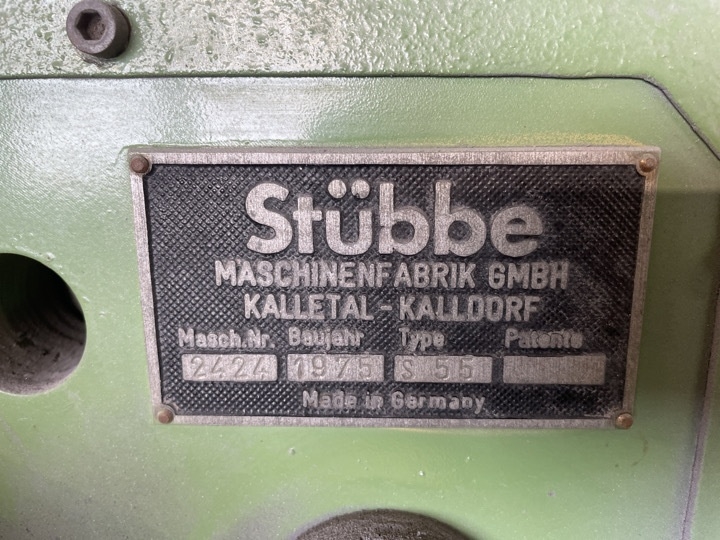 Stübbe
MASCHINENFABRIK GMBH
KALLETAL-KALLDORF
Masch.Nr. Baujahr Type Patente
2424 1975 S 55
Made in Germany